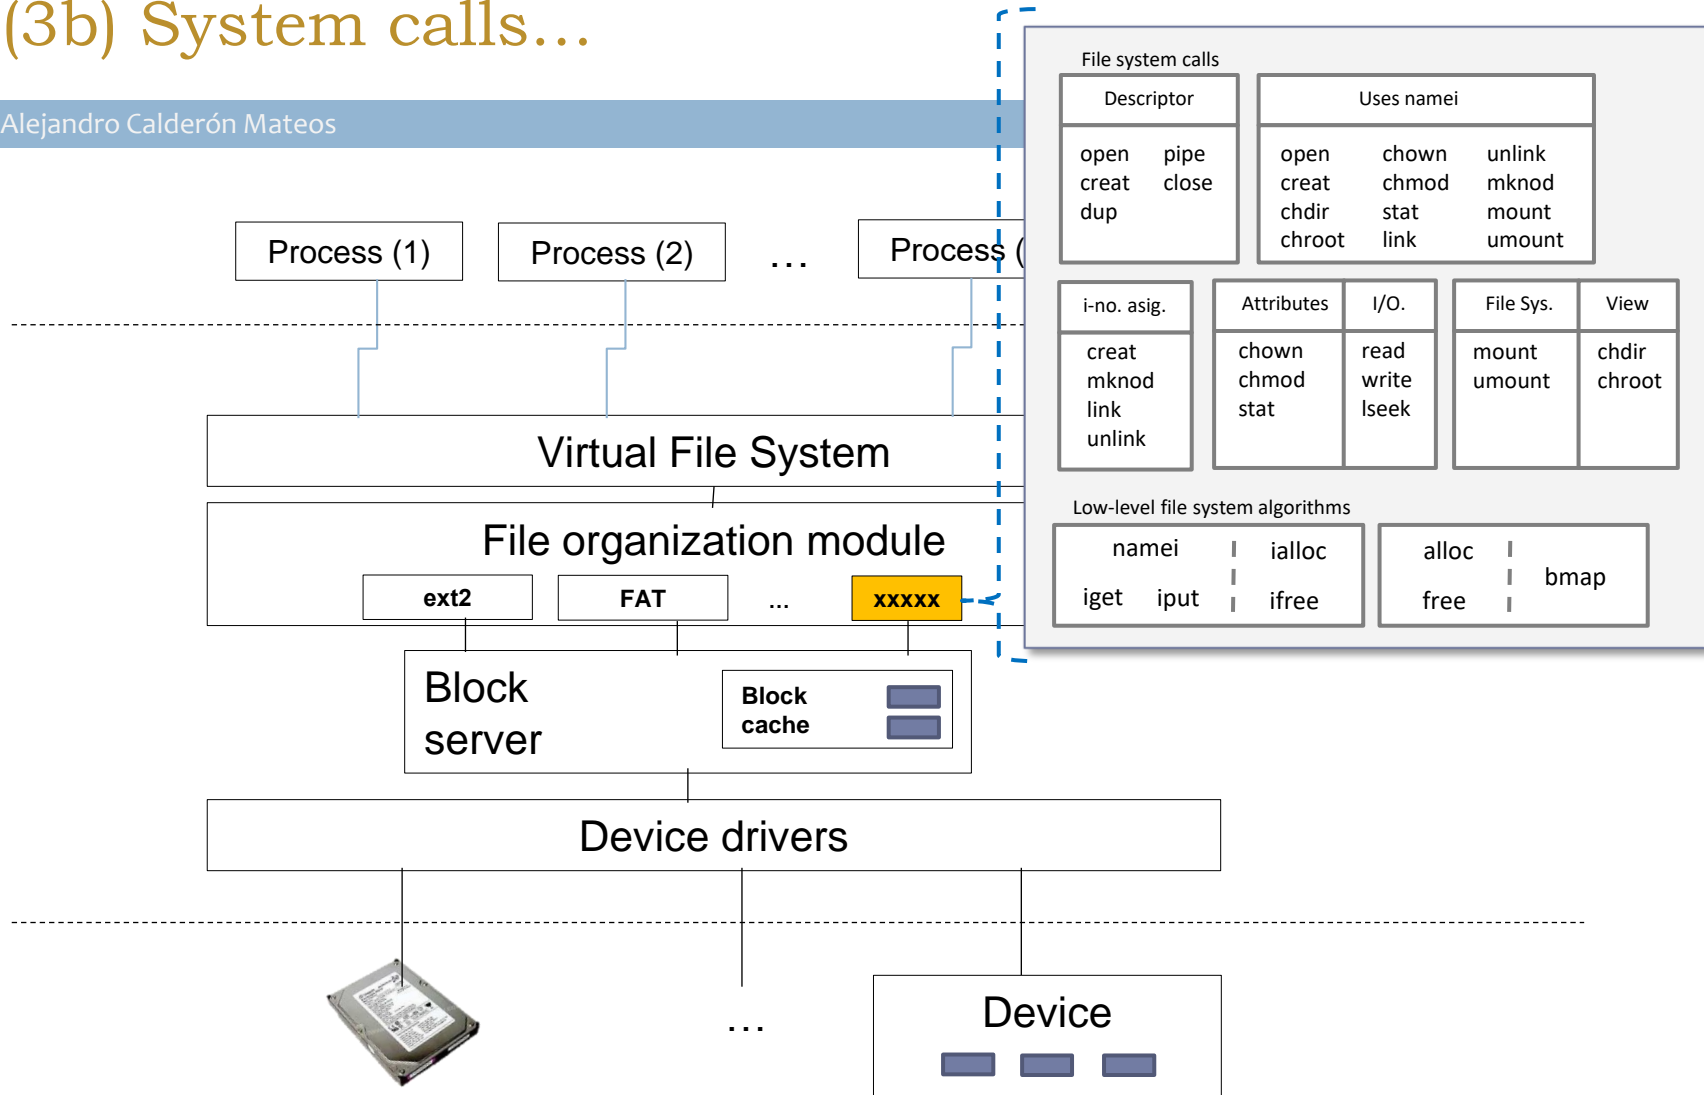 (3b) System calls…
Alejandro Calderón Mateos
Process (1)
Process (2)
…
Process (
Virtual File System
File organization module
ext2
FAT
...
xxxxx
Block
server
Block
cache
Device drivers
…
Device
File system calls
Descriptor
open pipe
creat close
dup
Uses namei
open chown unlink
creat chmod mknod
chdir stat mount
chroot link umount
i-no. asig.
creat
mknod
link
unlink
Attributes
chown
chmod
stat
I/O.
read
write
lseek
File Sys.
mount
umount
View
chdir
chroot
Low-level file system algorithms
namei
iget iput
ialloc
ifree
alloc
free
bmap